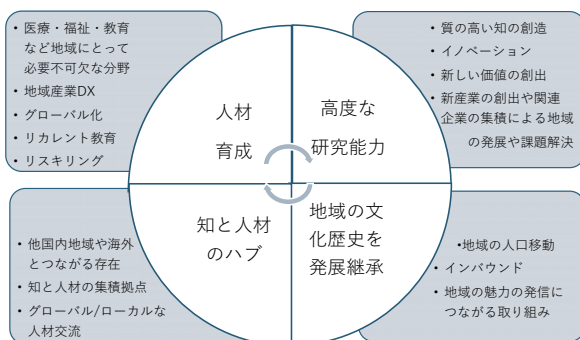 ・医療・福祉・教育
など地域にとって
必要不可欠な分野
・地域産業DX
・グローバル化
・リカレント教育
・リスキリング
人材
育成
高度な
研究能力
・質の高い知の創造
・イノベーション
・新しい価値の創出
・新産業の創出や関連
企業の集積による地域
の発展や課題解決
・他国内地域や海外
とつながる存在
・知と人材の集積拠点
・グローバル/ローカルな
人材交流
知と人材
のハブ
地域の文
化歴史を
発展継承
・地域の人口移動
・インバウンド
・地域の魅力の発信に
つながる取り組み